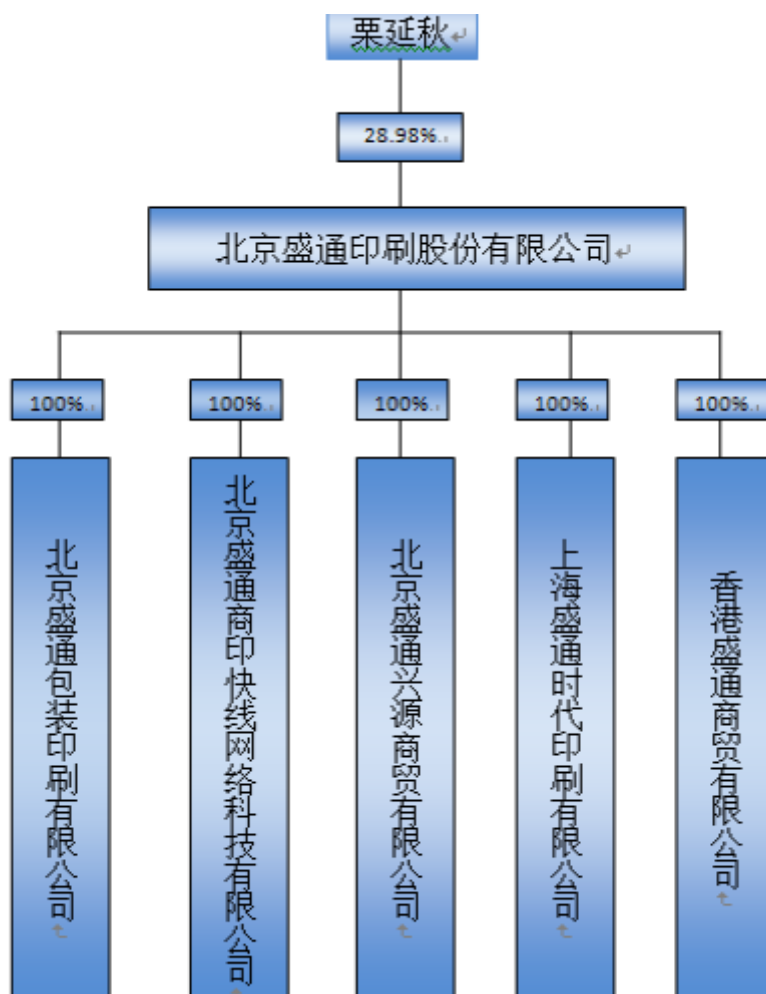 栗延秋
28.98%
北京盛通印刷股份有限公司
100%
100%
100%
100%
100%
北京盛通包装印刷有限公司
北京盛通商印快线网络科技有限公司
北京盛通兴源商贸有限公司
上海盛通时代印刷有限公司
香港盛通商贸有限公司